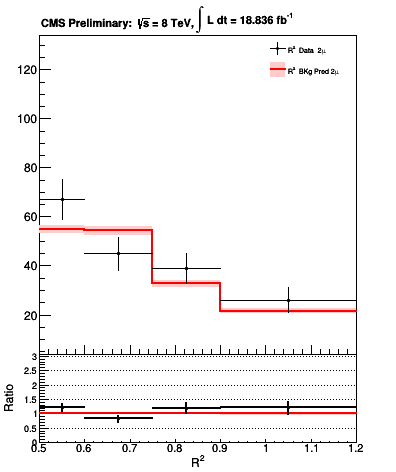 CMS Preliminary: √s = 8 TeV, ∫ L dt = 18.836 fb⁻¹
R² Data 2μ
R² BKg Pred 2μ
120
100
80
60
40
20
3
2.5
2
1.5
1
0.5
0
Ratio
0.5 0.6 0.7 0.8 0.9 1 1.1 1.2
R²